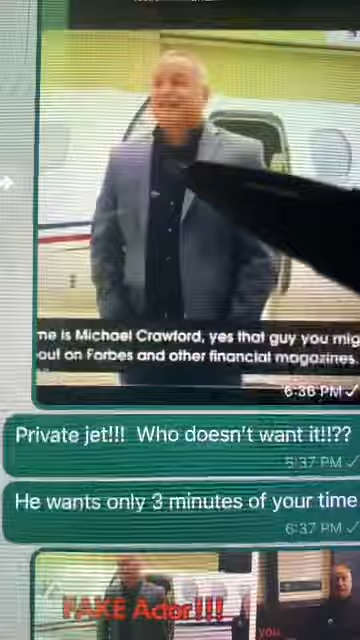 me is Michael Crawford, yes that guy you mig
out on Forbes and other financial magazines.
6:36 PM
Private jet!!! Who doesn't want it!!??
6:37 PM
He wants only 3 minutes of your time
6:37 PM
FAKE Actor!!!
you